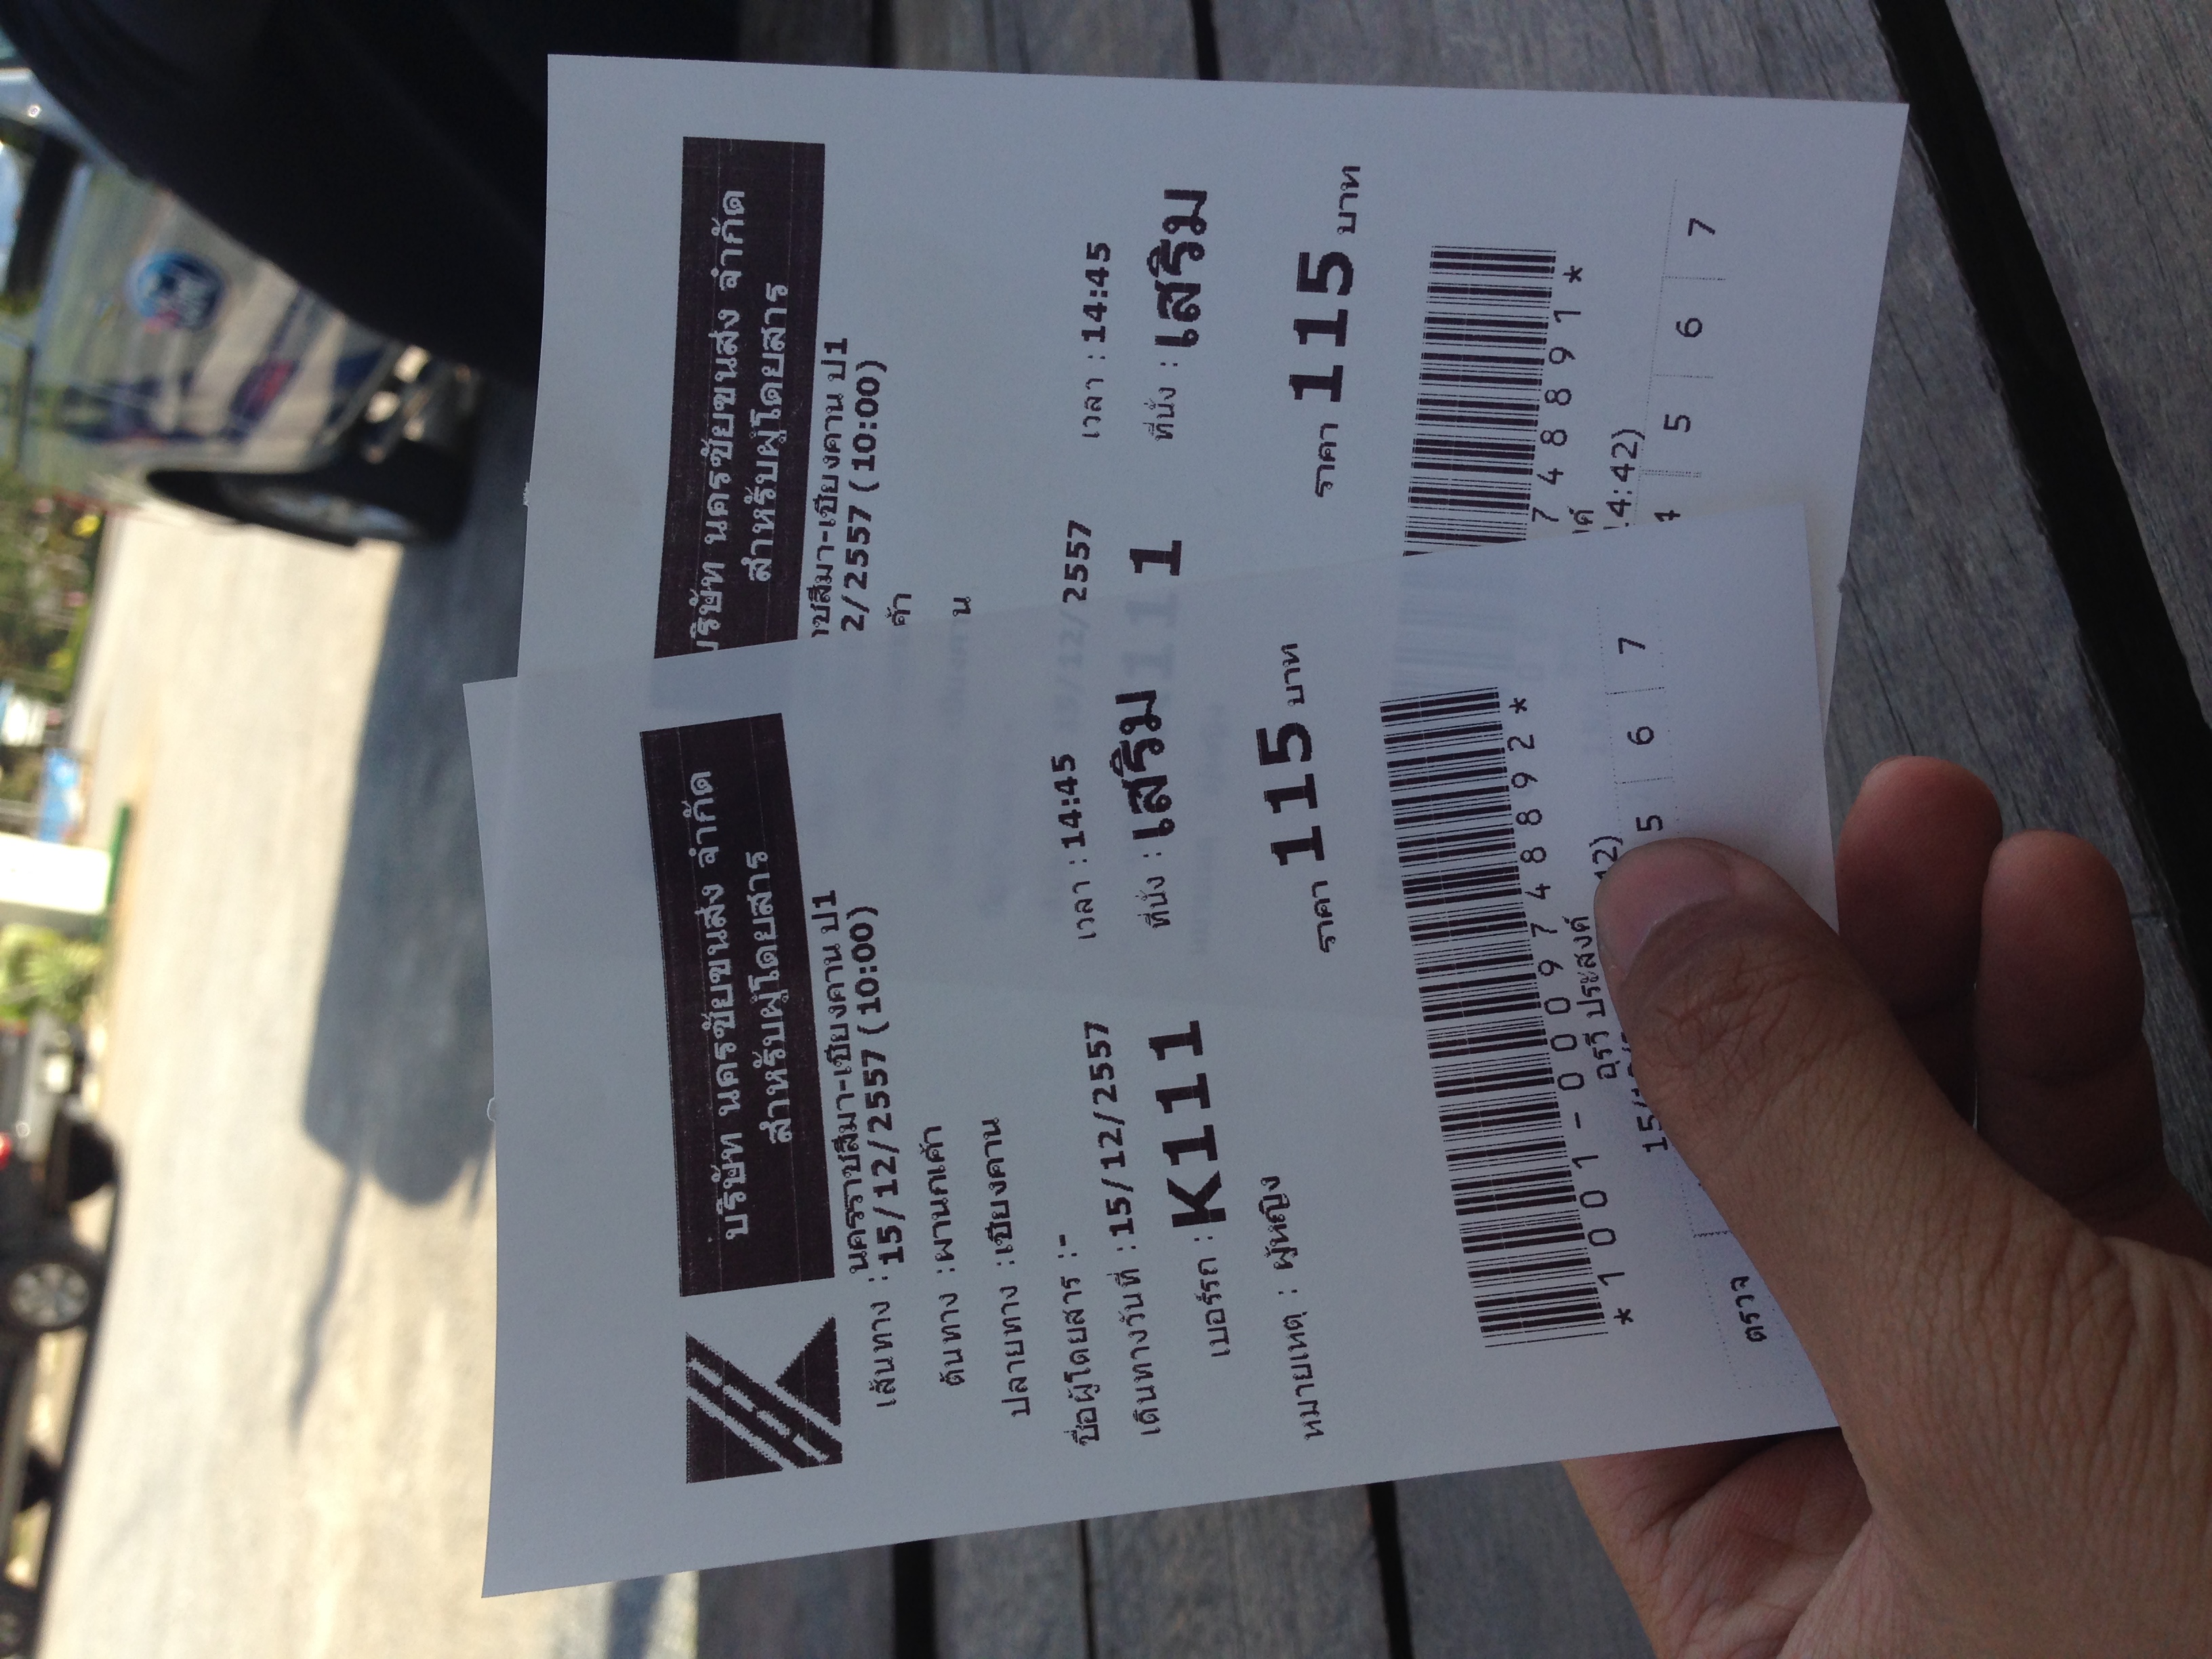 บริษัท นครชัยขนส่ง จำกัด
สำหรับผู้โดยสาร
เส้นทาง : นครราชสีมา-เชียงคาน ป1
15/12/2557 (10:00)
ต้นทาง : ผานกเค้า
ปลายทาง : เชียงคาน
ชื่อผู้โดยสาร : -
เดินทางวันที่ : 15/12/2557 เวลา : 14:45
เบอร์รถ : K111 ที่นั่ง : เสริม
หมายเหตุ : ผู้หญิง
ราคา 115 บาท
*1001-0009748892*
อุรวี ประสงค์
15/1 42)
ตรวจ 5 6 7
บริษัท นครชัยขนส่ง จำกัด
สำหรับผู้โดยสาร
าชสีมา-เชียงคาน ป1
2/2557 (10:00)
ค้า
น
2557 เวลา : 14:45
1 ที่นั่ง : เสริม
ราคา 115 บาท
748891*
ค์
4:42)
4 5 6 7